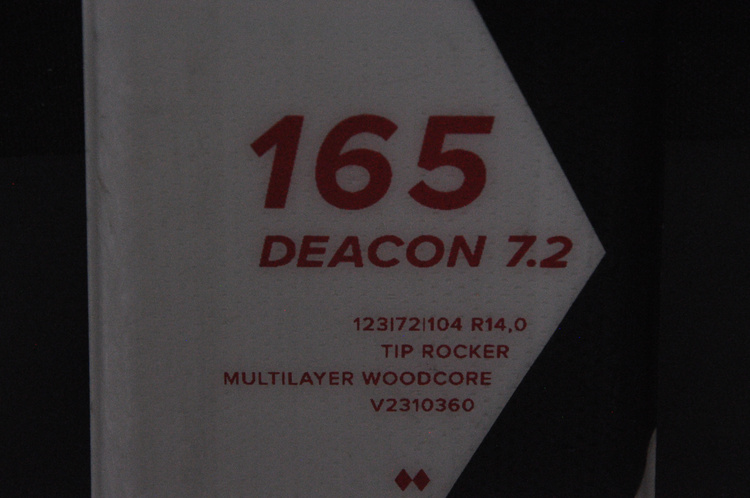 165
DEACON 7.2
123|72|104 R14,0
TIP ROCKER
MULTILAYER WOODCORE
V2310360